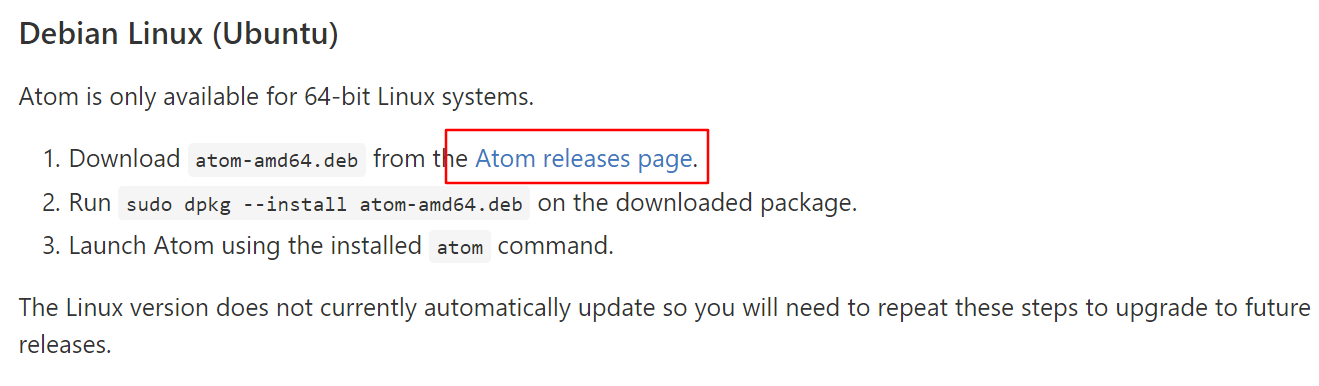 Debian Linux (Ubuntu)
Atom is only available for 64-bit Linux systems.
1. Download atom-amd64.deb from the Atom releases page.
2. Run sudo dpkg --install atom-amd64.deb on the downloaded package.
3. Launch Atom using the installed atom command.
The Linux version does not currently automatically update so you will need to repeat these steps to upgrade to future
releases.